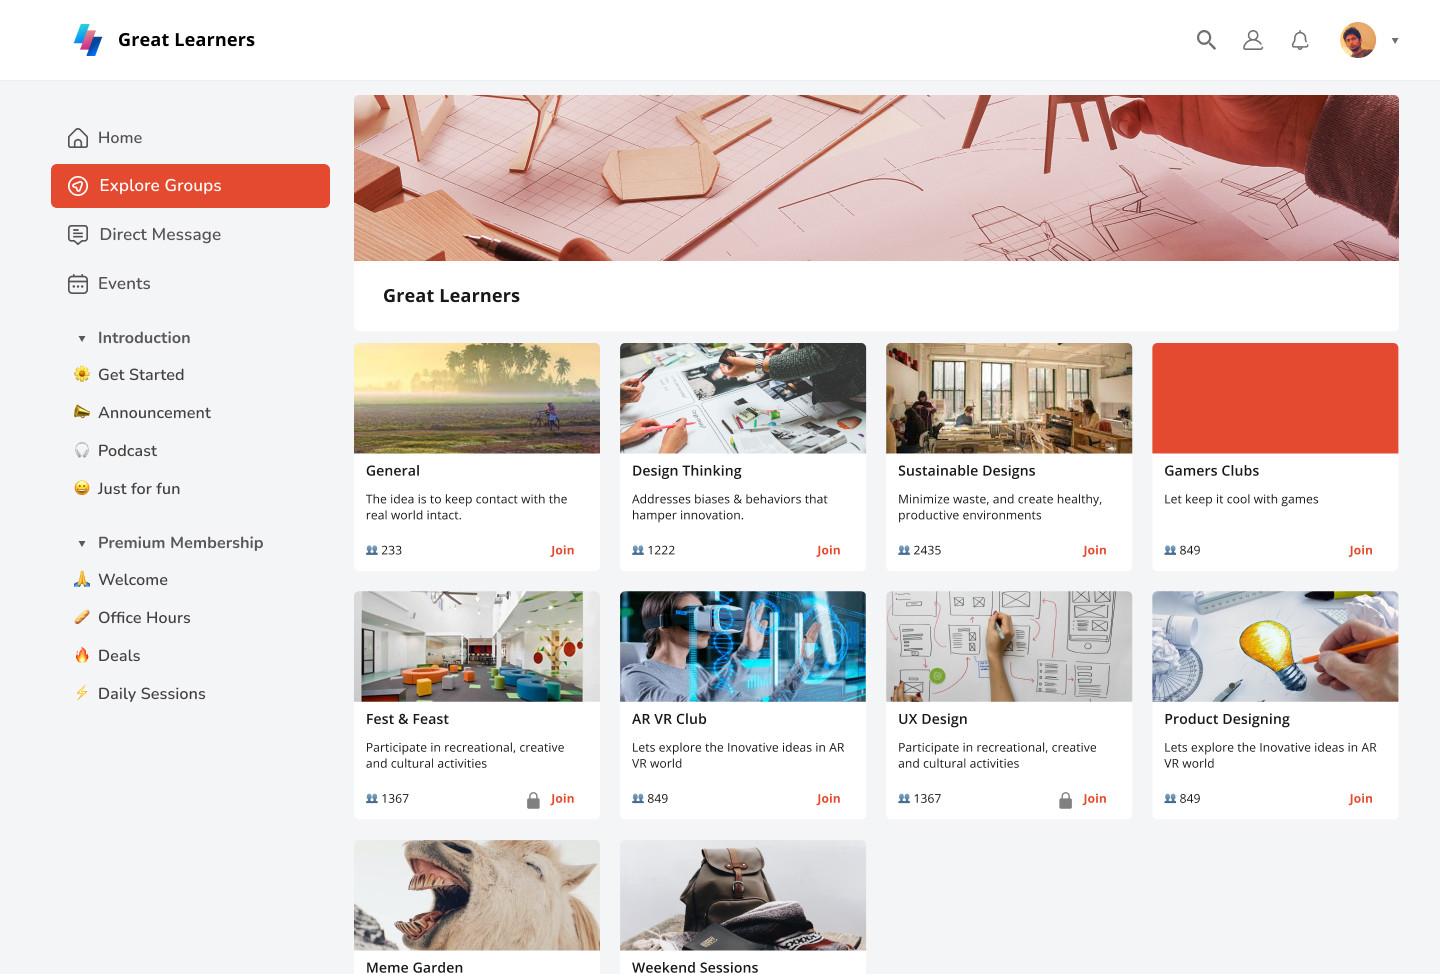 Great Learners
Home
Explore Groups
Direct Message
Events
Introduction
Get Started
Announcement
Podcast
Just for fun
Premium Membership
Welcome
Office Hours
Deals
Daily Sessions
Great Learners
General
The idea is to keep contact with the
real world intact.
233 Join
Design Thinking
Addresses biases & behaviors that
hamper innovation.
1222 Join
Sustainable Designs
Minimize waste, and create healthy,
productive environments
2435 Join
Gamers Clubs
Let keep it cool with games
849 Join
Fest & Feast
Participate in recreational, creative
and cultural activities
1367 Join
AR VR Club
Lets explore the Inovative ideas in AR
VR world
849 Join
UX Design
Participate in recreational, creative
and cultural activities
1367 Join
Product Designing
Lets explore the Inovative ideas in AR
VR world
849 Join
Meme Garden
Weekend Sessions